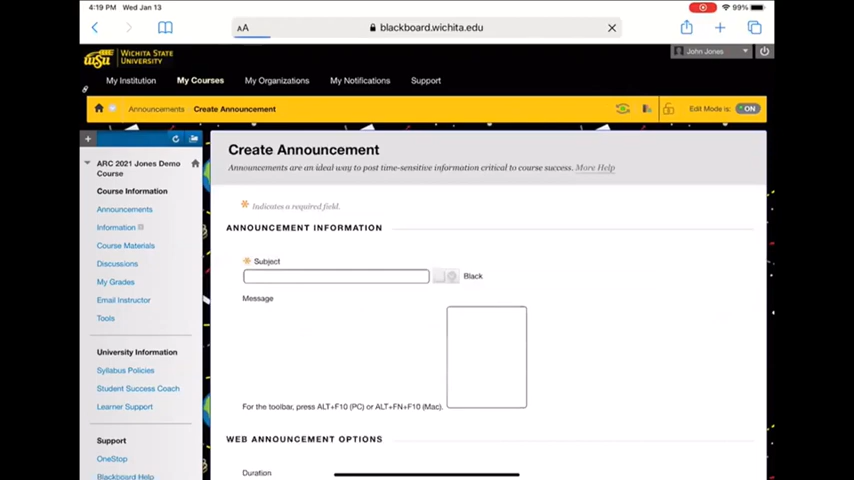 4:19 PM Wed Jan 13
99%
AA
blackboard.wichita.edu
WSU WICHITA STATE
UNIVERSITY
John Jones
My Institution
My Courses
My Organizations
My Notifications
Support
Announcements
Create Announcement
Edit Mode is:
ON
ARC 2021 Jones Demo
Course
Course Information
Announcements
Information
Course Materials
Discussions
My Grades
Email Instructor
Tools
University Information
Syllabus Policies
Student Success Coach
Learner Support
Support
OneStop
Blackboard Help
Create Announcement
Announcements are an ideal way to post time-sensitive information critical to course success. More Help
* Indicates a required field.
ANNOUNCEMENT INFORMATION
* Subject
Black
Message
For the toolbar, press ALT+F10 (PC) or ALT+FN+F10 (Mac).
WEB ANNOUNCEMENT OPTIONS
Duration